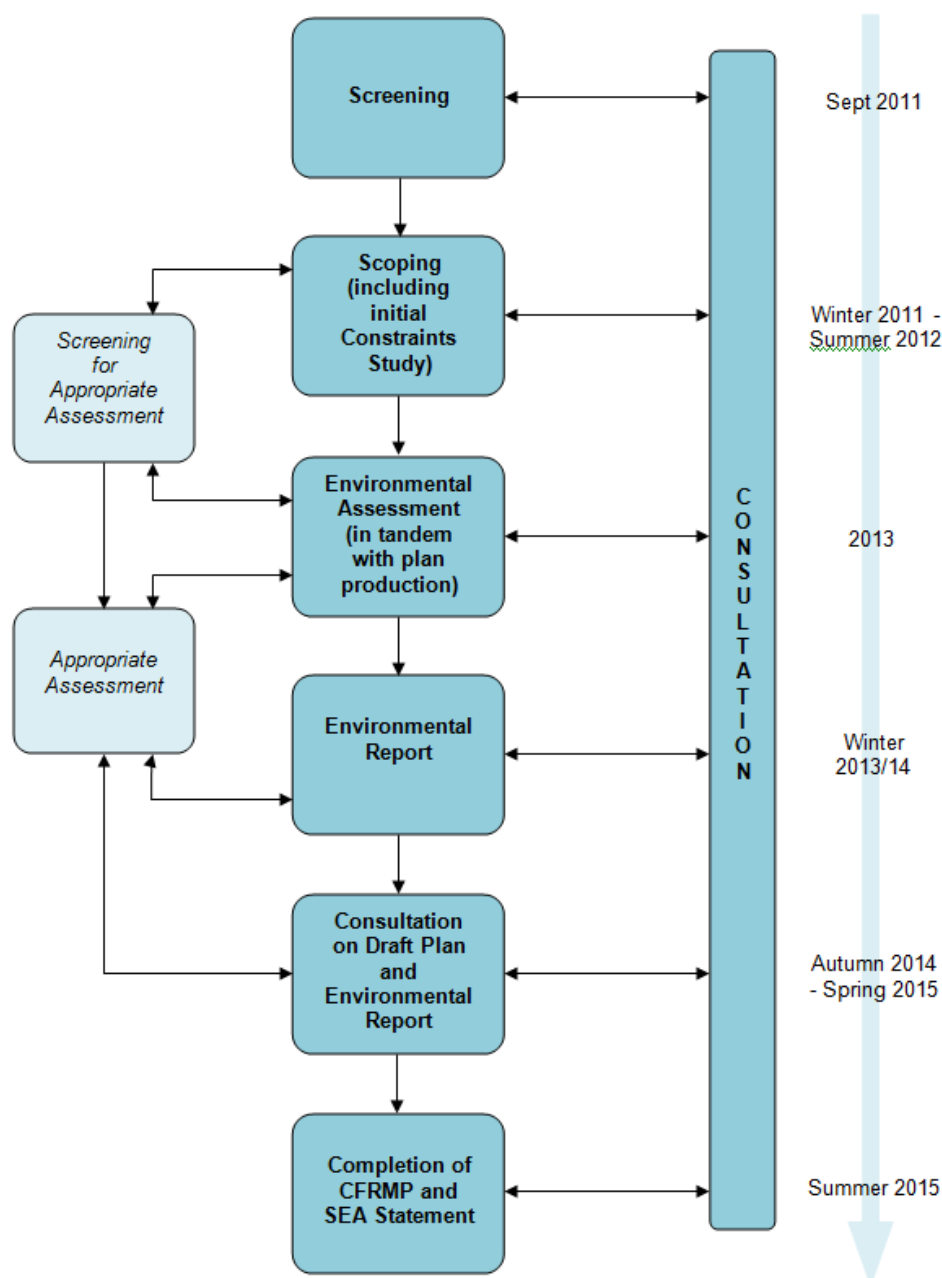 Screening
Sept 2011
Scoping
(including
initial
Constraints
Study)
Winter 2011 -
Summer 2012
Screening
for
Appropriate
Assessment
Environmental
Assessment
(in tandem
with plan
production)
2013
C
O
N
S
U
L
T
A
T
I
O
N
Appropriate
Assessment
Environmental
Report
Winter
2013/14
Consultation
on Draft Plan
and
Environmental
Report
Autumn 2014
- Spring 2015
Completion of
CFRMP and
SEA Statement
Summer 2015